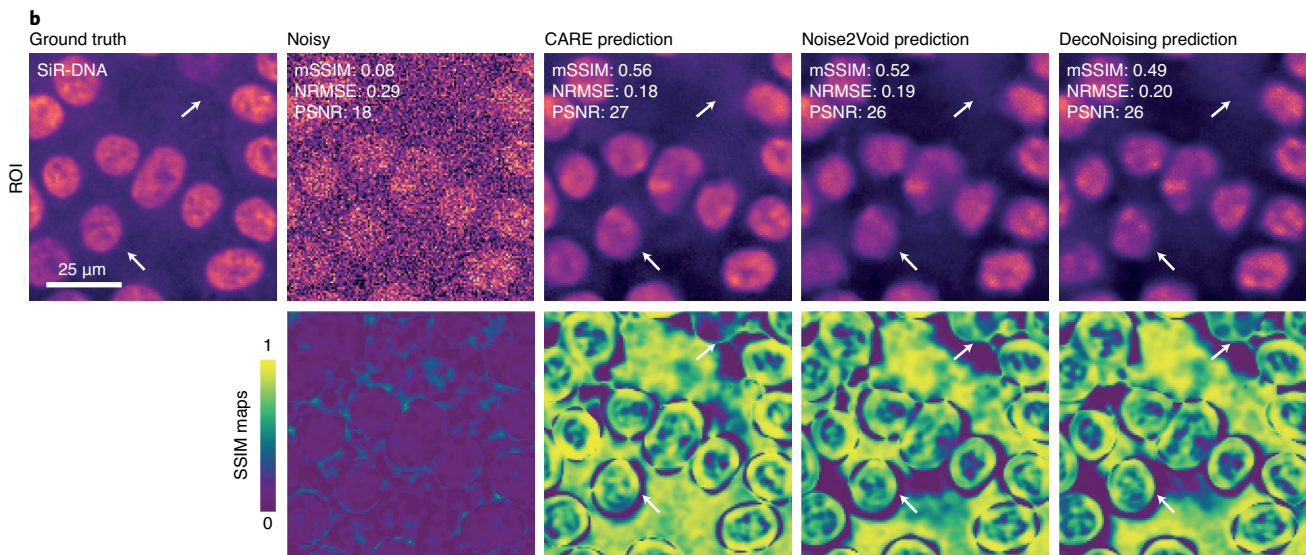 b
Ground truth
Noisy
CARE prediction
Noise2Void prediction
DecoNoising prediction
ROI
SiR-DNA
25 µm
mSSIM: 0.08
NRMSE: 0.29
PSNR: 18
mSSIM: 0.56
NRMSE: 0.18
PSNR: 27
mSSIM: 0.52
NRMSE: 0.19
PSNR: 26
mSSIM: 0.49
NRMSE: 0.20
PSNR: 26
SSIM maps
1
0